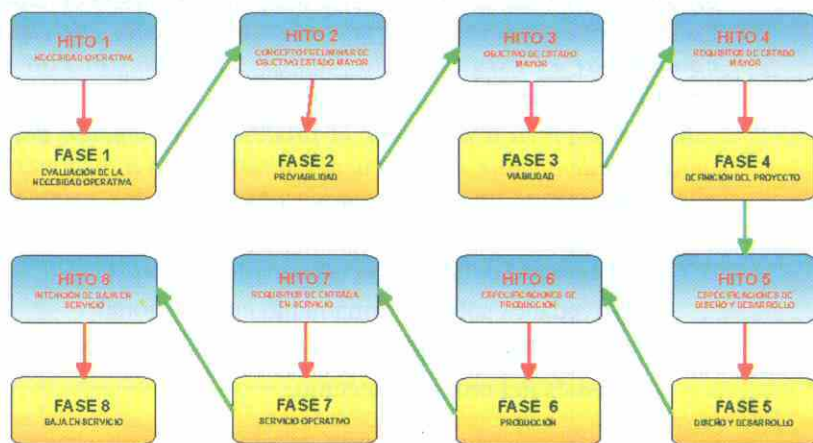 HITO 1
NECESIDAD OPERATIVA
HITO 2
CONCEPTO PRELIMINAR DE
OBJETIVO ESTADO MAYOR
HITO 3
OBJETIVO DE ESTADO
MAYOR
HITO 4
REQUISITOS DE ESTADO
MAYOR
FASE 1
EVALUACIÓN DE LA
NECESIDAD OPERATIVA
FASE 2
PREVIABILIDAD
FASE 3
VIABILIDAD
FASE 4
DEFINICIÓN DEL PROYECTO
HITO 8
INTENCIÓN DE BAJA EN
SERVICIO
HITO 7
REQUISITOS DE ENTRADA
EN SERVICIO
HITO 6
ESPECIFICACIONES DE
PRODUCCIÓN
HITO 5
ESPECIFICACIONES DE
DISEÑO Y DESARROLLO
FASE 8
BAJA EN SERVICIO
FASE 7
SERVICIO OPERATIVO
FASE 6
PRODUCCIÓN
FASE 5
DISEÑO Y DESARROLLO